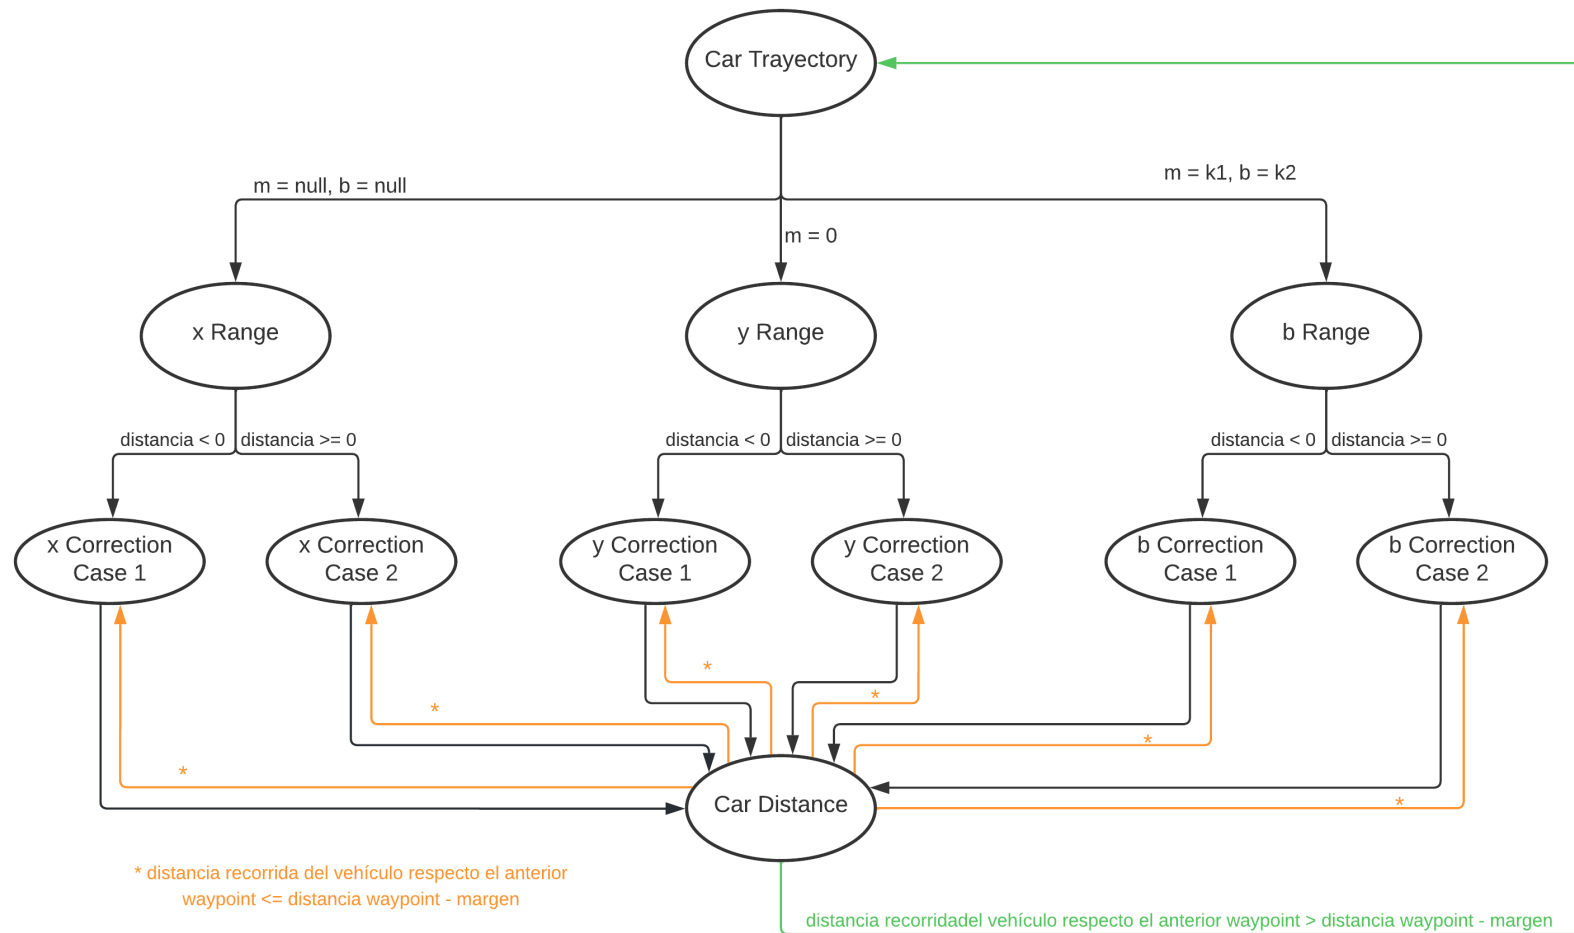 Car Trayectory
m = null, b = null
m = k1, b = k2
m = 0
x Range
y Range
b Range
distancia < 0
distancia >= 0
distancia < 0
distancia >= 0
distancia < 0
distancia >= 0
x Correction
Case 1
x Correction
Case 2
y Correction
Case 1
y Correction
Case 2
b Correction
Case 1
b Correction
Case 2
*
*
*
*
*
*
Car Distance
* distancia recorrida del vehículo respecto el anterior
waypoint <= distancia waypoint - margen
distancia recorridadel vehículo respecto el anterior waypoint > distancia waypoint - margen